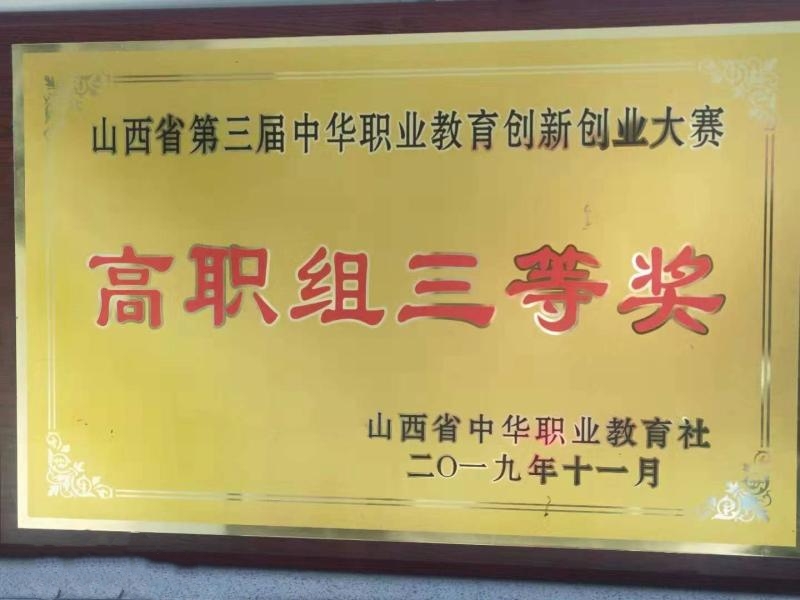 山西省第三届中华职业教育创新创业大赛
高职组三等奖
山西省中华职业教育社
二〇一九年十一月